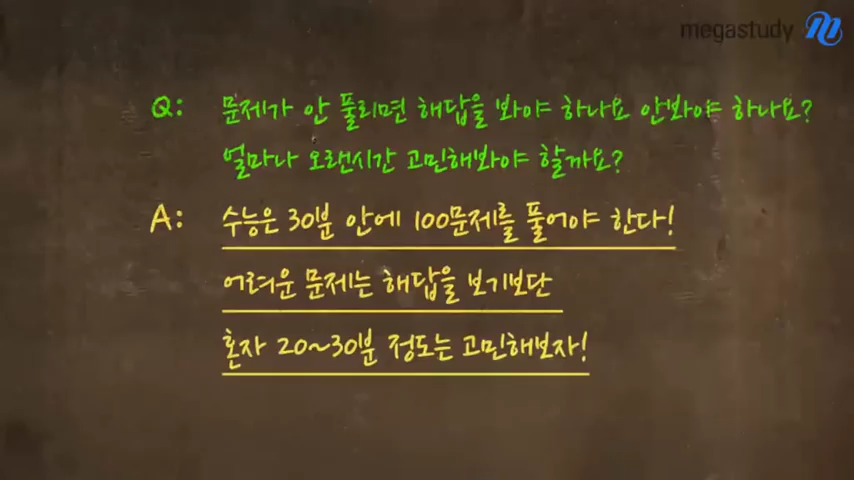 megastudy
Q: 문제가 안 풀리면 해답을 봐야 하나요 안봐야 하나요?
얼마나 오랜시간 고민해봐야 할까요?
A: 수능은 30분 안에 100문제를 풀어야 한다!
어려운 문제는 해답을 보기보단
혼자 20~30분 정도는 고민해보자!